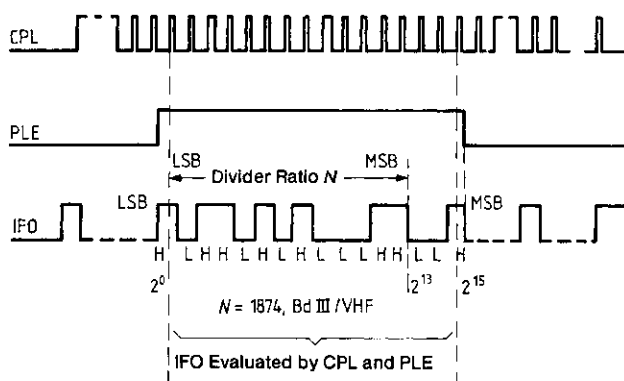 CPL
PLE
LSB MSB
Divider Ratio N
LSB MSB
IFO
H L H H L H L H L L L H H L L H
2⁰ 2¹³ 2¹⁵
N = 1874, Bd III / VHF
IFO Evaluated by CPL and PLE